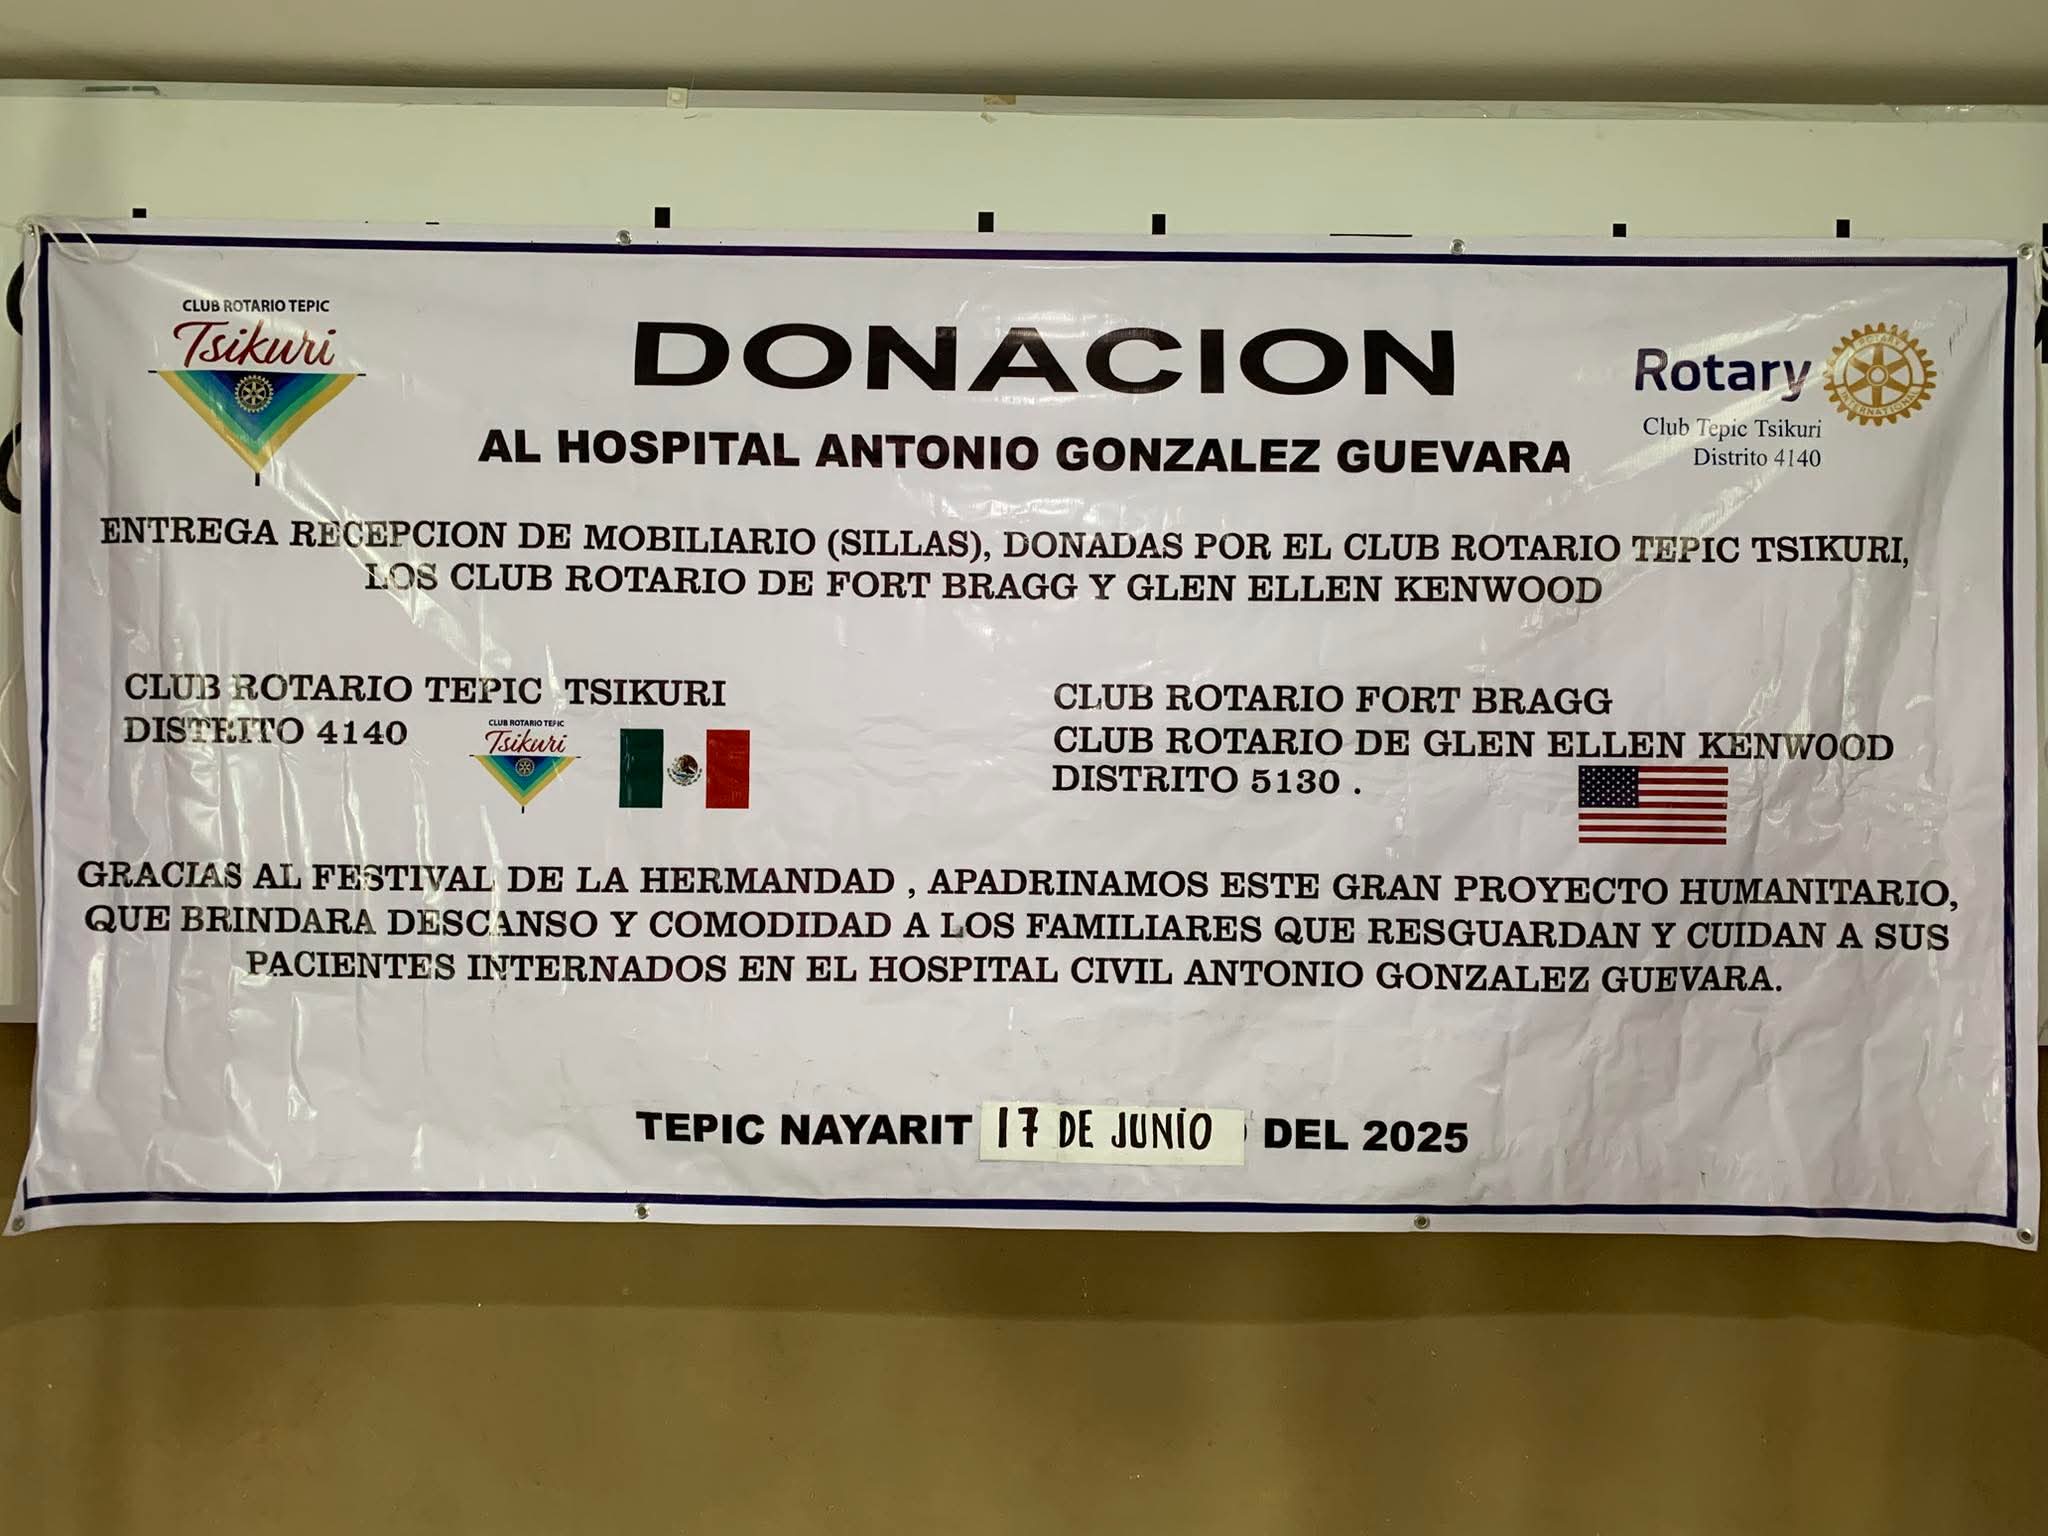 CLUB ROTARIO TEPIC
Tsikuri
DONACION
Rotary
ROTARY
INTERNATIONAL
Club Tepic Tsikuri
Distrito 4140
AL HOSPITAL ANTONIO GONZALEZ GUEVARA
ENTREGA RECEPCION DE MOBILIARIO (SILLAS), DONADAS POR EL CLUB ROTARIO TEPIC TSIKURI,
LOS CLUB ROTARIO DE FORT BRAGG Y GLEN ELLEN KENWOOD
CLUB ROTARIO TEPIC TSIKURI
DISTRITO 4140
CLUB ROTARIO TEPIC
Tsikuri
CLUB ROTARIO FORT BRAGG
CLUB ROTARIO DE GLEN ELLEN KENWOOD
DISTRITO 5130 .
GRACIAS AL FESTIVAL DE LA HERMANDAD , APADRINAMOS ESTE GRAN PROYECTO HUMANITARIO,
QUE BRINDARA DESCANSO Y COMODIDAD A LOS FAMILIARES QUE RESGUARDAN Y CUIDAN A SUS
PACIENTES INTERNADOS EN EL HOSPITAL CIVIL ANTONIO GONZALEZ GUEVARA.
TEPIC NAYARIT 17 DE JUNIO DEL 2025